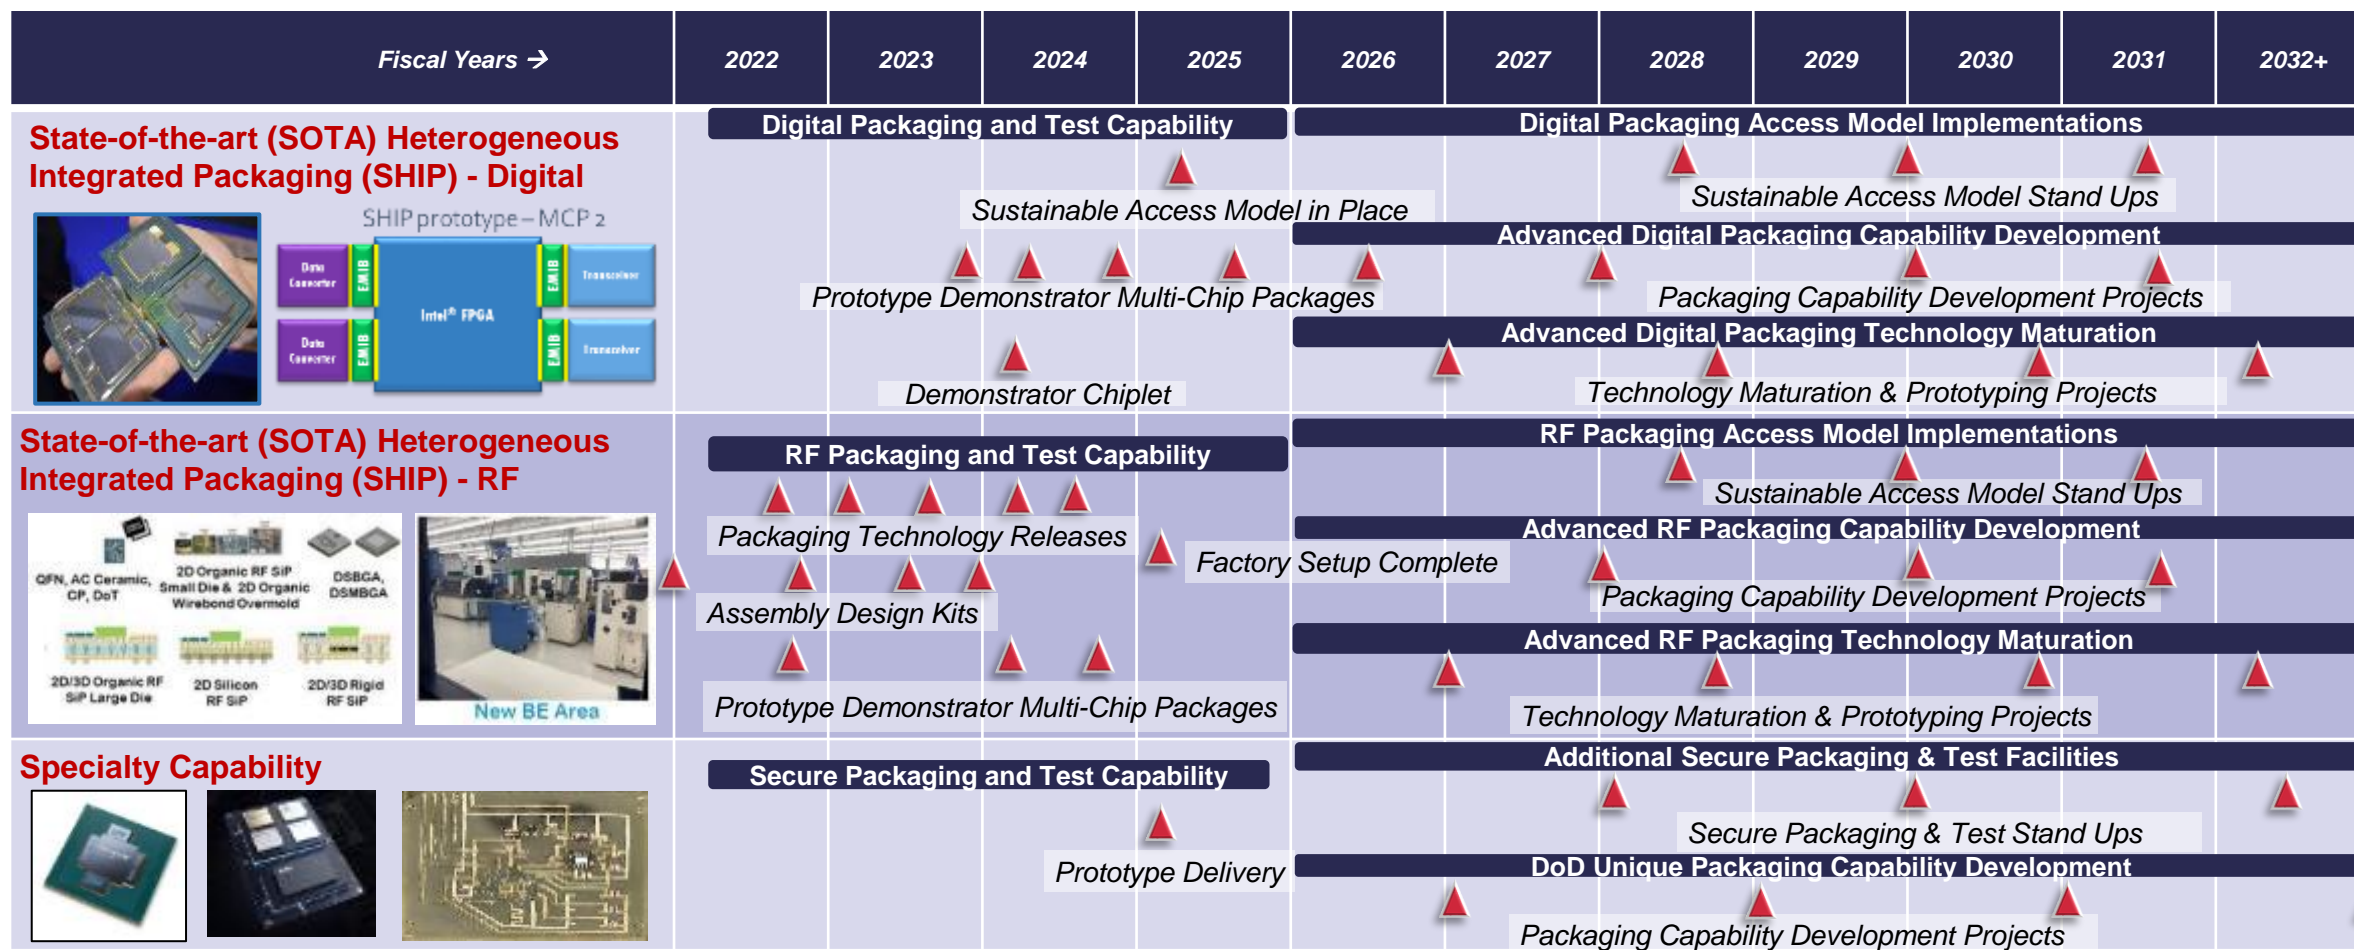 Fiscal Years →
2022
2023
2024
2025
2026
2027
2028
2029
2030
2031
2032+
State-of-the-art (SOTA) Heterogeneous
Integrated Packaging (SHIP) - Digital
SHIP prototype – MCP 2
Data
Converter
EMIB
Intel® FPGA
EMIB
Transceiver
Data
Converter
EMIB
EMIB
Transceiver
Digital Packaging and Test Capability
Sustainable Access Model in Place
Prototype Demonstrator Multi-Chip Packages
Demonstrator Chiplet
Digital Packaging Access Model Implementations
Sustainable Access Model Stand Ups
Advanced Digital Packaging Capability Development
Packaging Capability Development Projects
Advanced Digital Packaging Technology Maturation
Technology Maturation & Prototyping Projects
State-of-the-art (SOTA) Heterogeneous
Integrated Packaging (SHIP) - RF
QFN, AC Ceramic,
CP, DoT
2D Organic RF SiP
Small Die & 2D Organic
Wirebond Overmold
DSBGA,
DSMBGA
2D/3D Organic RF
SiP Large Die
2D Silicon
RF SiP
2D/3D Rigid
RF SiP
New BE Area
RF Packaging and Test Capability
Packaging Technology Releases
Factory Setup Complete
Assembly Design Kits
Prototype Demonstrator Multi-Chip Packages
RF Packaging Access Model Implementations
Sustainable Access Model Stand Ups
Advanced RF Packaging Capability Development
Packaging Capability Development Projects
Advanced RF Packaging Technology Maturation
Technology Maturation & Prototyping Projects
Specialty Capability
Secure Packaging and Test Capability
Prototype Delivery
Additional Secure Packaging & Test Facilities
Secure Packaging & Test Stand Ups
DoD Unique Packaging Capability Development
Packaging Capability Development Projects